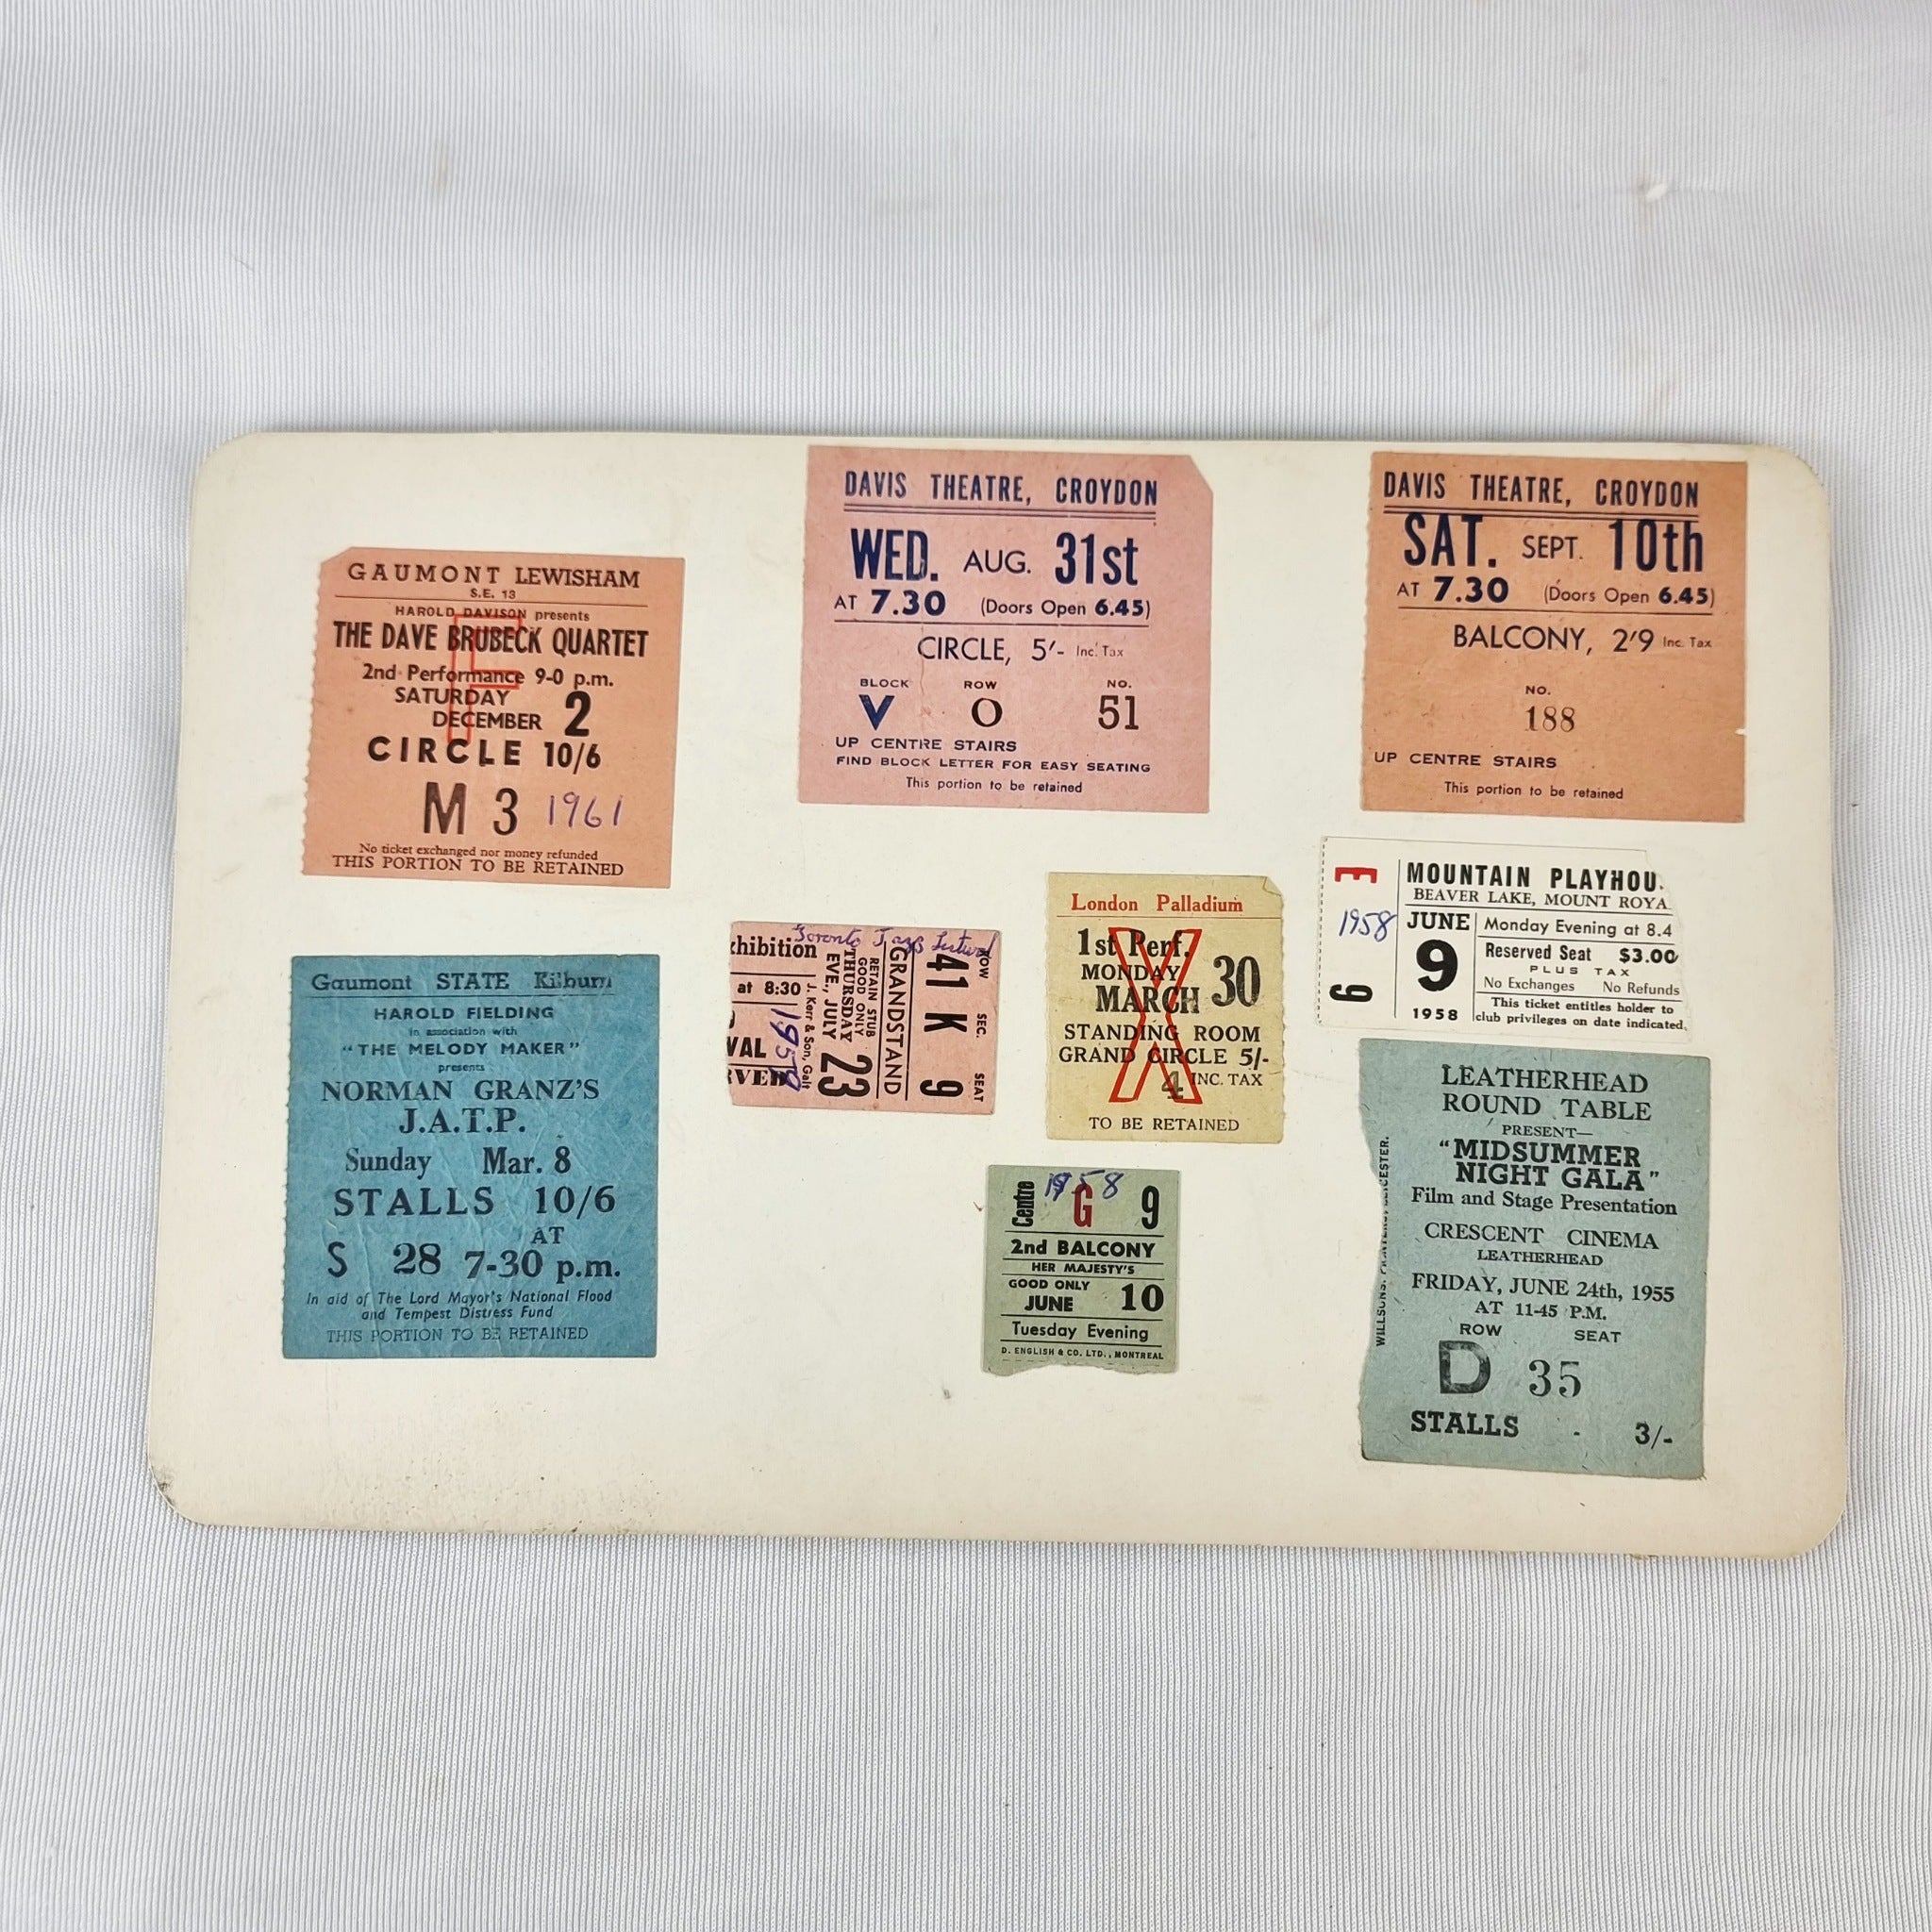 GAUMONT LEWISHAM
S.E. 13
HAROLD DAVISON presents
THE DAVE BRUBECK QUARTET
2nd Performance 9-0 p.m.
SATURDAY
DECEMBER 2
CIRCLE 10/6
F
M 3 1961
No ticket exchanged nor money refunded
THIS PORTION TO BE RETAINED
DAVIS THEATRE, CROYDON
WED. AUG. 31st
AT 7.30 (Doors Open 6.45)
CIRCLE, 5'- Inc. Tax
BLOCK ROW NO.
V O 51
UP CENTRE STAIRS
FIND BLOCK LETTER FOR EASY SEATING
This portion to be retained
DAVIS THEATRE, CROYDON
SAT. SEPT. 10th
AT 7.30 (Doors Open 6.45)
BALCONY, 2'9 Inc. Tax
NO.
188
UP CENTRE STAIRS
This portion to be retained
Gaumont STATE Kilburn
HAROLD FIELDING
in association with
"THE MELODY MAKER"
presents
NORMAN GRANZ'S
J.A.T.P.
Sunday Mar. 8
STALLS 10/6
AT
S 28 7-30 p.m.
In aid of The Lord Mayor's National Flood
and Tempest Distress Fund
THIS PORTION TO BE RETAINED
Toronto Jazz Festival
ROW SEC. SEAT
41 K 9
GRANDSTAND
RETAIN STUB
GOOD ONLY
THURSDAY
EVE., JULY 23
J. Kerr & Son, Galt
xhibition
at 8:30
VAL
RVED
London Palladium
1st Perf.
MONDAY
MARCH 30
X
STANDING ROOM
GRAND CIRCLE 5/-
4 INC. TAX
TO BE RETAINED
E
1958
9
MOUNTAIN PLAYHOU
BEAVER LAKE, MOUNT ROYA
JUNE
9
1958
Monday Evening at 8.4
Reserved Seat $3.00
PLUS TAX
No Exchanges No Refunds
This ticket entitles holder to
club privileges on date indicated.
1958
Centre G 9
2nd BALCONY
HER MAJESTY'S
GOOD ONLY
JUNE 10
Tuesday Evening
D. ENGLISH & CO. LTD., MONTREAL
LEATHERHEAD
ROUND TABLE
PRESENT—
"MIDSUMMER
NIGHT GALA"
Film and Stage Presentation
CRESCENT CINEMA
LEATHERHEAD
FRIDAY, JUNE 24th, 1955
AT 11-45 P.M.
ROW SEAT
D 35
STALLS - 3/-
WILLSONS, PRINTERS, LEICESTER.